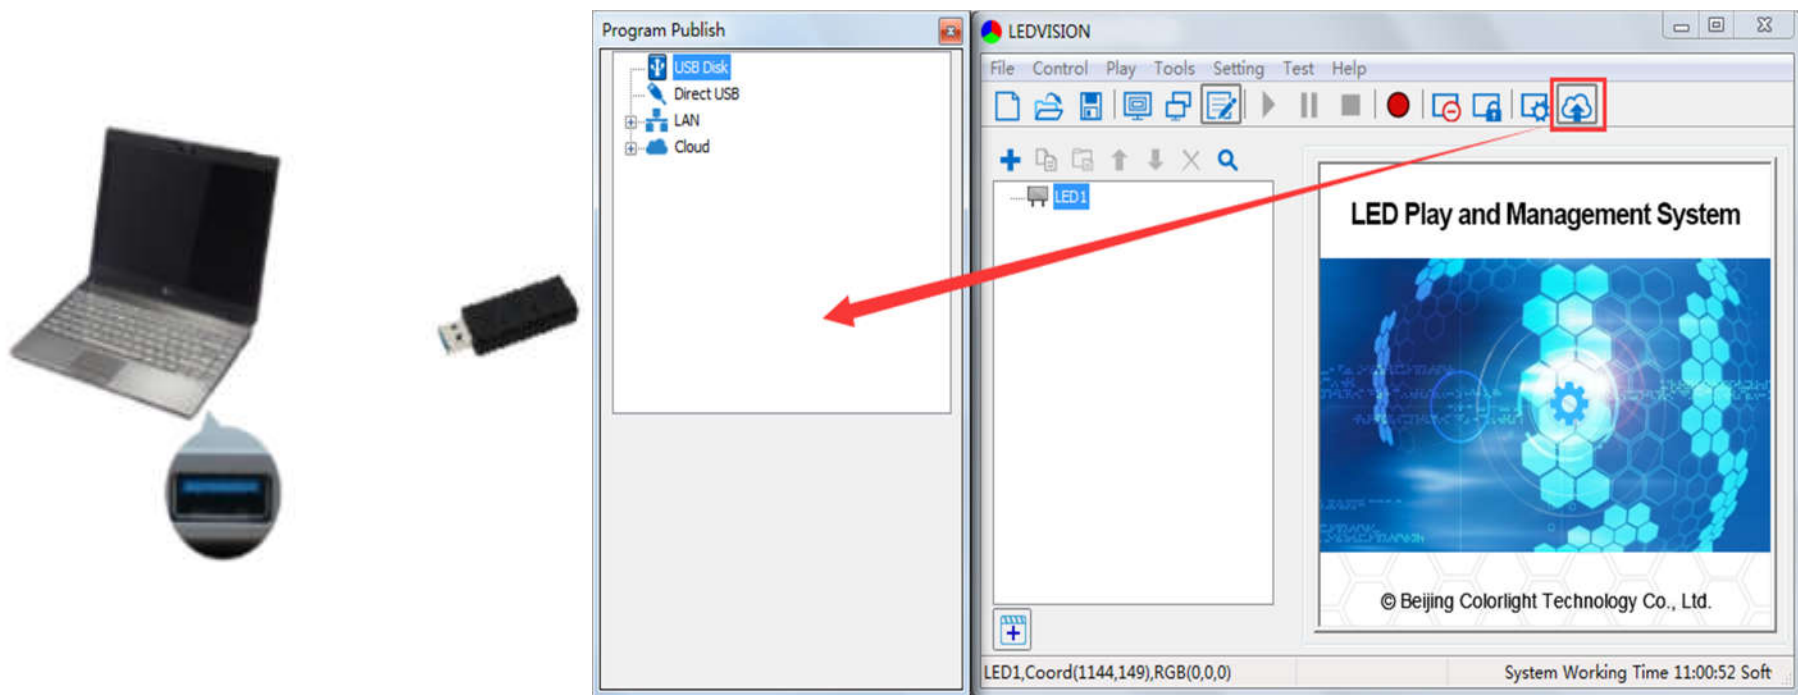 Program Publish
USB Disk
Direct USB
LAN
Cloud
LEDVISION
File Control Play Tools Setting Test Help
LED1
LED Play and Management System
© Beijing Colorlight Technology Co., Ltd.
LED1,Coord(1144,149),RGB(0,0,0)
System Working Time 11:00:52 Soft